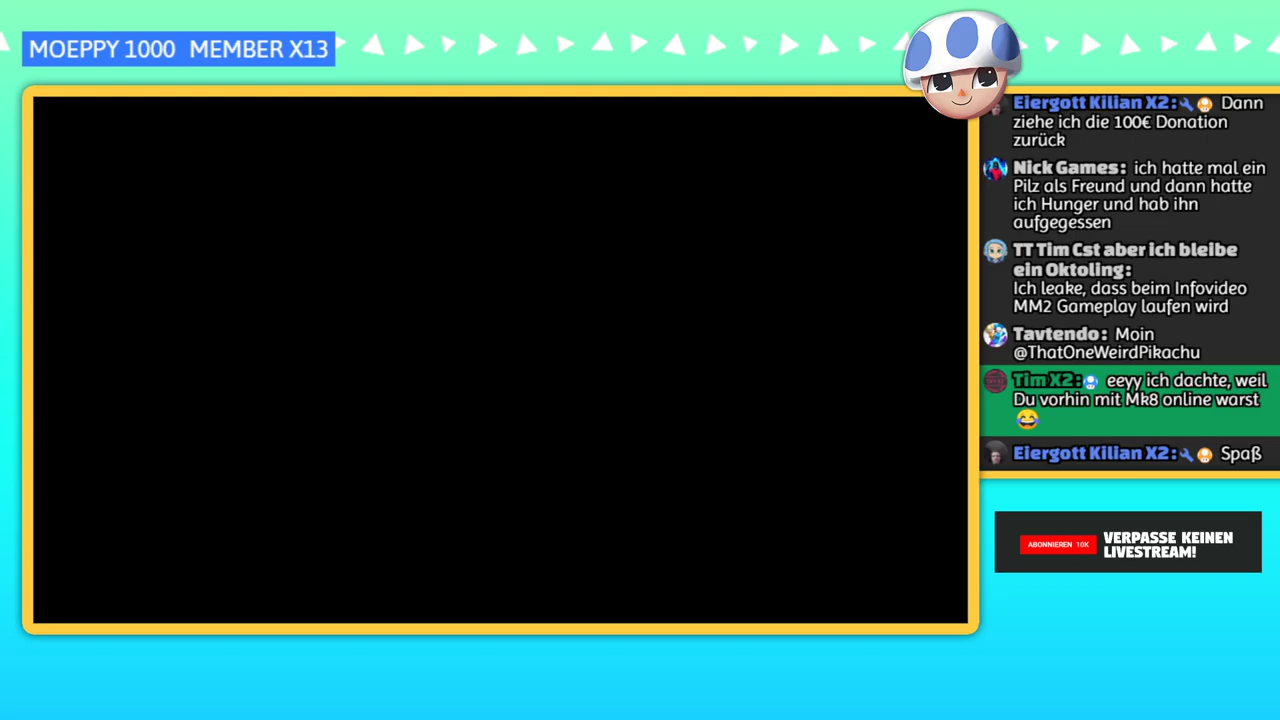 MOEPPY 1000 MEMBER X13
Eiergott Kilian X2: Dann
ziehe ich die 100€ Donation
zurück
Nick Games: ich hatte mal ein
Pilz als Freund und dann hatte
ich Hunger und hab ihn
aufgegessen
TT Tim Cst aber ich bleibe
ein Oktoling:
Ich leake, dass beim Infovideo
MM2 Gameplay laufen wird
Tavtendo: Moin
@ThatOneWeirdPikachu
Tim X2: eeyy ich dachte, weil
Du vorhin mit Mk8 online warst
😂
Eiergott Kilian X2: Spaß
ABONNIEREN 10K
VERPASSE KEINEN
LIVESTREAM!